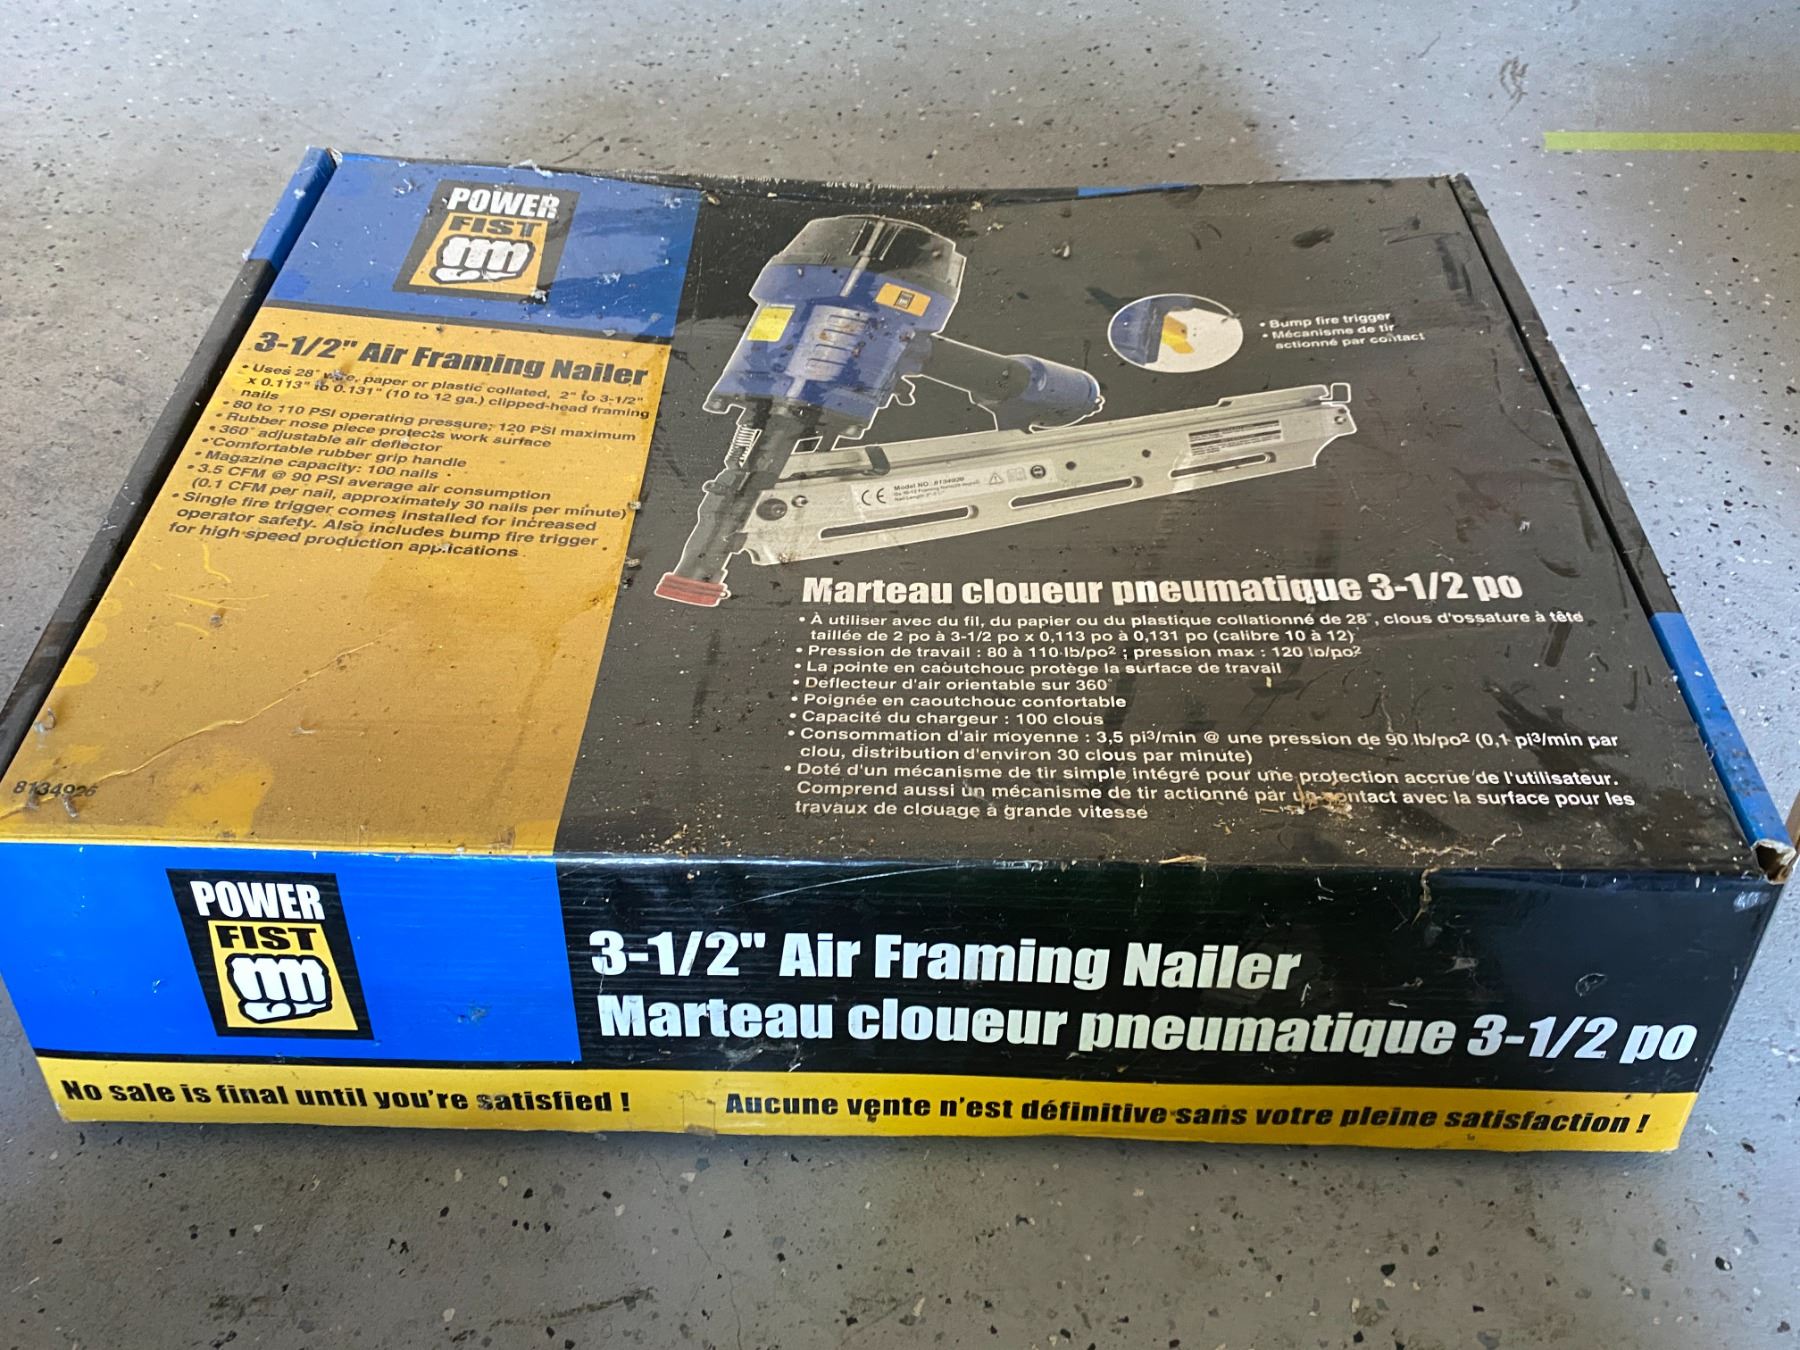 POWER
FIST
3-1/2" Air Framing Nailer
• Uses 28° wire, paper or plastic collated, 2" to 3-1/2"
x 0.113" to 0.131" (10 to 12 ga.) clipped-head framing
nails
• 80 to 110 PSI operating pressure; 120 PSI maximum
• Rubber nose piece protects work surface
• 360° adjustable air deflector
• Comfortable rubber grip handle
• Magazine capacity: 100 nails
• 3.5 CFM @ 90 PSI average air consumption
(0.1 CFM per nail, approximately 30 nails per minute)
• Single fire trigger comes installed for increased
operator safety. Also includes bump fire trigger
for high speed production applications
8134926
• Bump fire trigger
• Mécanisme de tir
actionné par contact
CE
Model NO.:8134926
Marteau cloueur pneumatique 3-1/2 po
• À utiliser avec du fil, du papier ou du plastique collationné de 28°, clous d'ossature à tête
taillée de 2 po à 3-1/2 po x 0,113 po à 0,131 po (calibre 10 à 12)
• Pression de travail : 80 à 110 lb/po² ; pression max : 120 lb/po²
• La pointe en caoutchouc protège la surface de travail
• Déflecteur d'air orientable sur 360°
• Poignée en caoutchouc confortable
• Capacité du chargeur : 100 clous
• Consommation d'air moyenne : 3,5 pi³/min @ une pression de 90 lb/po² (0,1 pi³/min par
clou, distribution d'environ 30 clous par minute)
• Doté d'un mécanisme de tir simple intégré pour une protection accrue de l'utilisateur.
Comprend aussi un mécanisme de tir actionné par un contact avec la surface pour les
travaux de clouage à grande vitesse
POWER
FIST
3-1/2" Air Framing Nailer
Marteau cloueur pneumatique 3-1/2 po
No sale is final until you're satisfied !
Aucune vente n'est définitive sans votre pleine satisfaction !